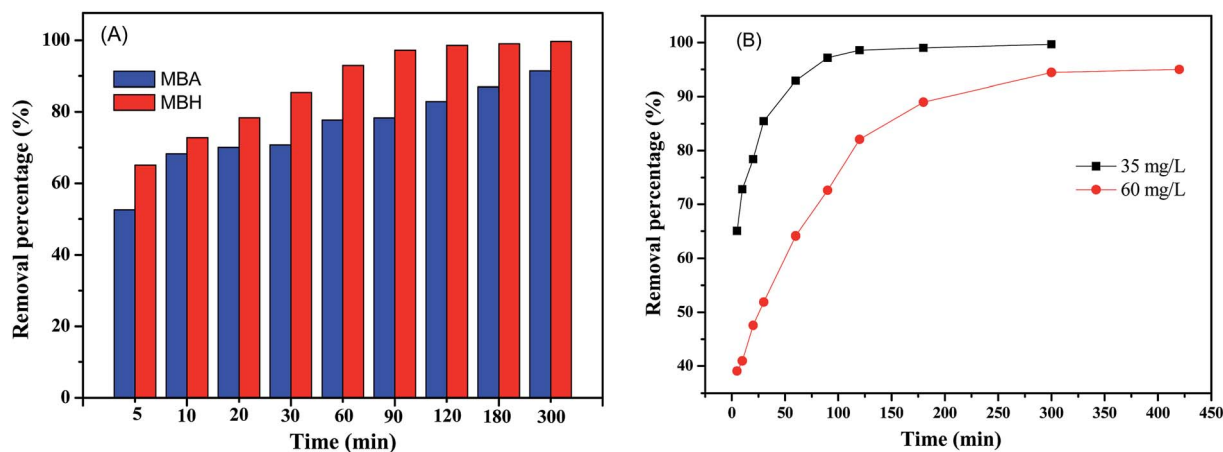 (A)
MBA
MBH
Removal percentage (%)
100
80
60
40
20
0
5 10 20 30 60 90 120 180 300
Time (min)
(B)
35 mg/L
60 mg/L
Removal percentage (%)
100
90
80
70
60
50
40
0 50 100 150 200 250 300 350 400 450
Time (min)